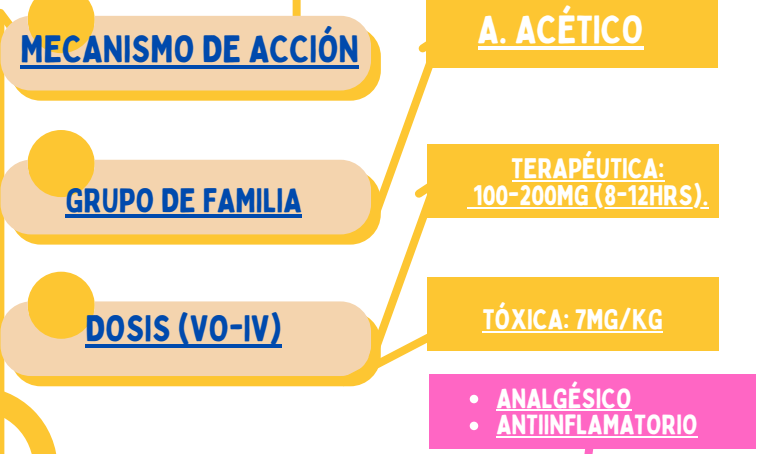 MECANISMO DE ACCIÓN
A. ACÉTICO
GRUPO DE FAMILIA
TERAPÉUTICA:
100-200MG (8-12HRS).
DOSIS (VO-IV)
TÓXICA: 7MG/KG
• ANALGÉSICO
• ANTIINFLAMATORIO